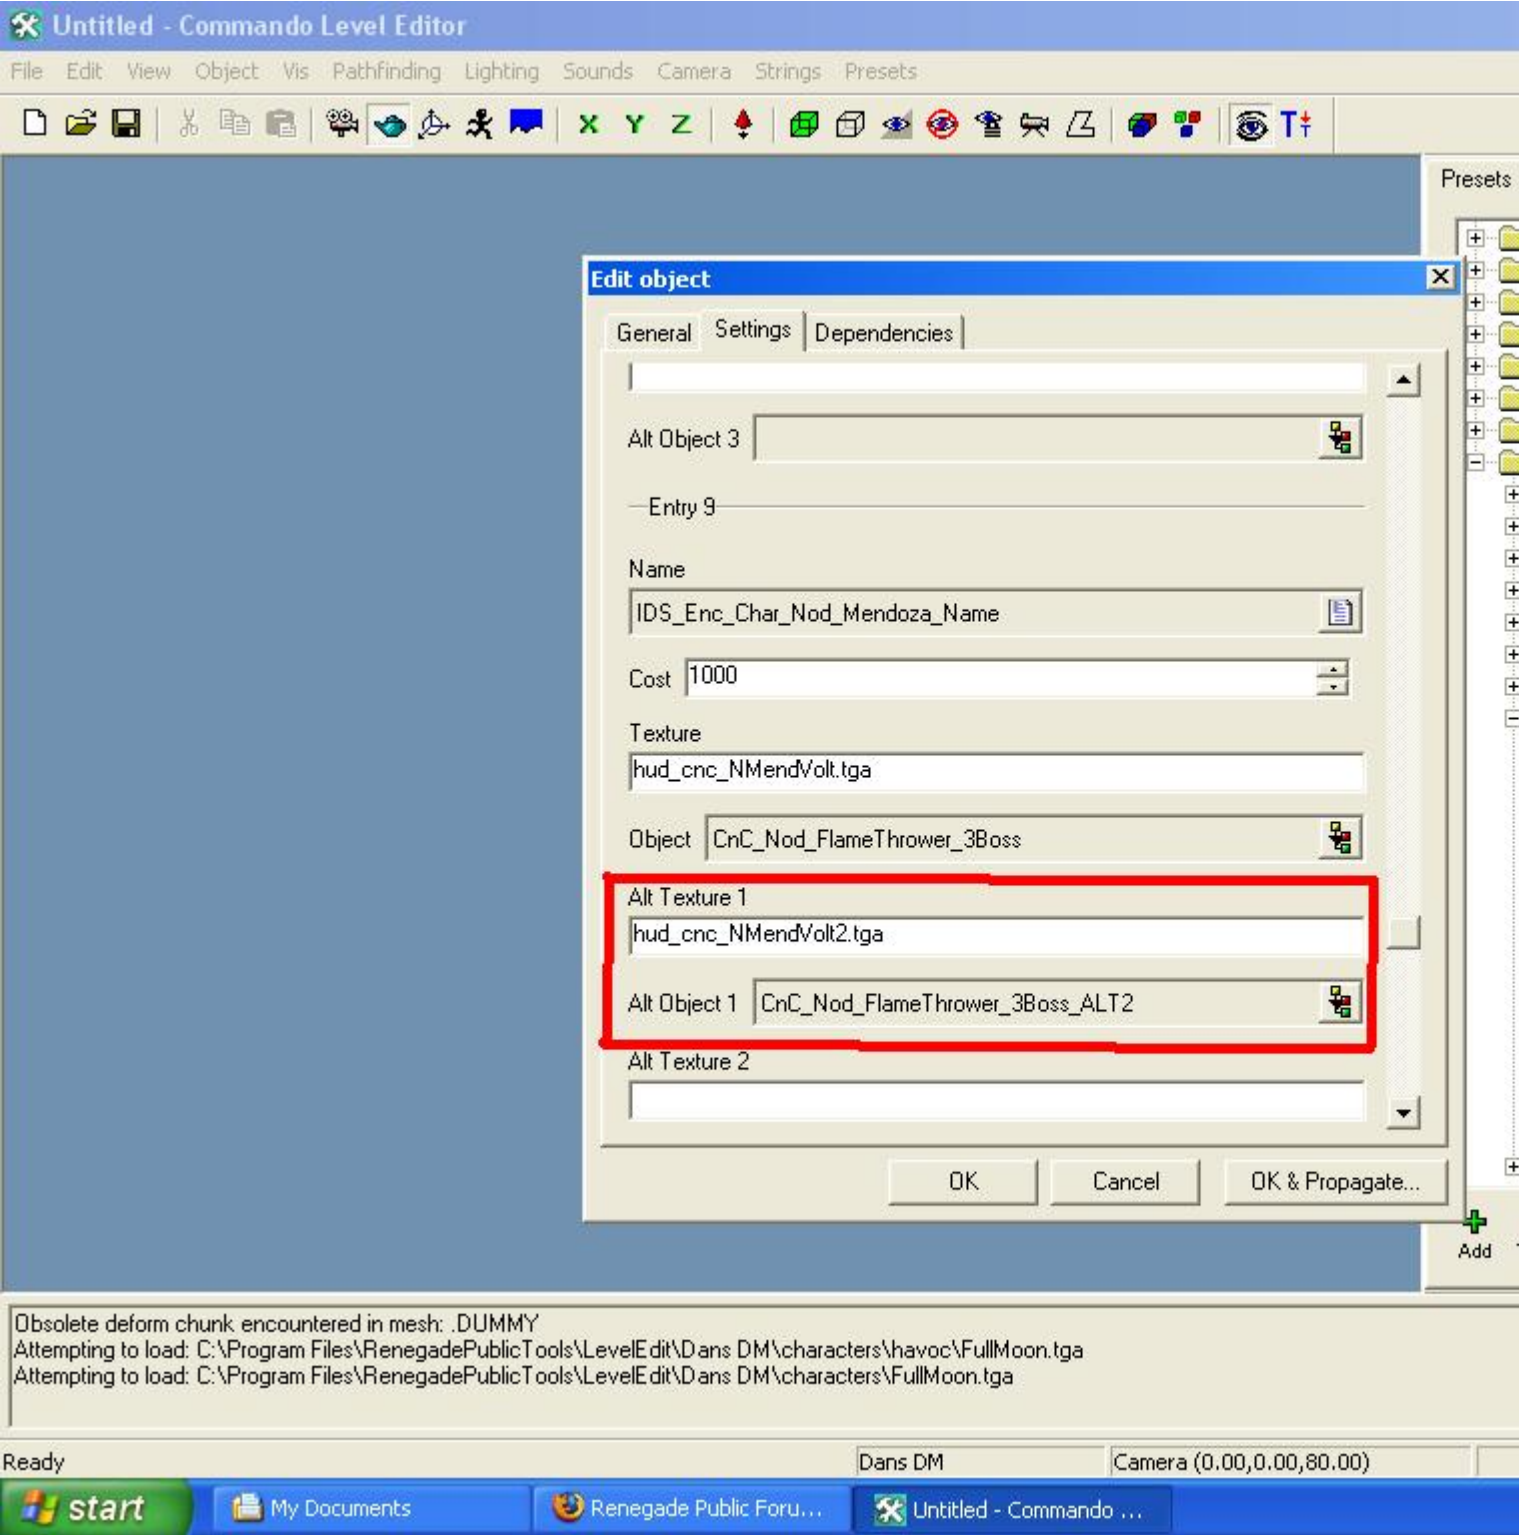 Untitled - Commando Level Editor
File Edit View Object Vis Pathfinding Lighting Sounds Camera Strings Presets
X Y Z T
Presets
Edit object
General Settings Dependencies
Alt Object 3
Entry 9
Name
IDS_Enc_Char_Nod_Mendoza_Name
Cost 1000
Texture
hud_cnc_NMendVolt.tga
Object CnC_Nod_FlameThrower_3Boss
Alt Texture 1
hud_cnc_NMendVolt2.tga
Alt Object 1 CnC_Nod_FlameThrower_3Boss_ALT2
Alt Texture 2
OK Cancel OK & Propagate...
Add
Obsolete deform chunk encountered in mesh: .DUMMY
Attempting to load: C:\Program Files\RenegadePublicTools\LevelEdit\Dans DM\characters\havoc\FullMoon.tga
Attempting to load: C:\Program Files\RenegadePublicTools\LevelEdit\Dans DM\characters\FullMoon.tga
Ready Dans DM Camera (0.00,0.00,80.00)
start My Documents Renegade Public Foru... Untitled - Commando ...